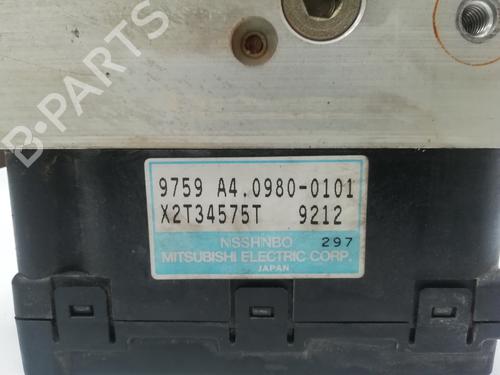 B-PARTS
9759 A4.0980-0101
X2T34575T 9212
NSSHNBO 297
MITSUBISHI ELECTRIC CORP.
JAPAN